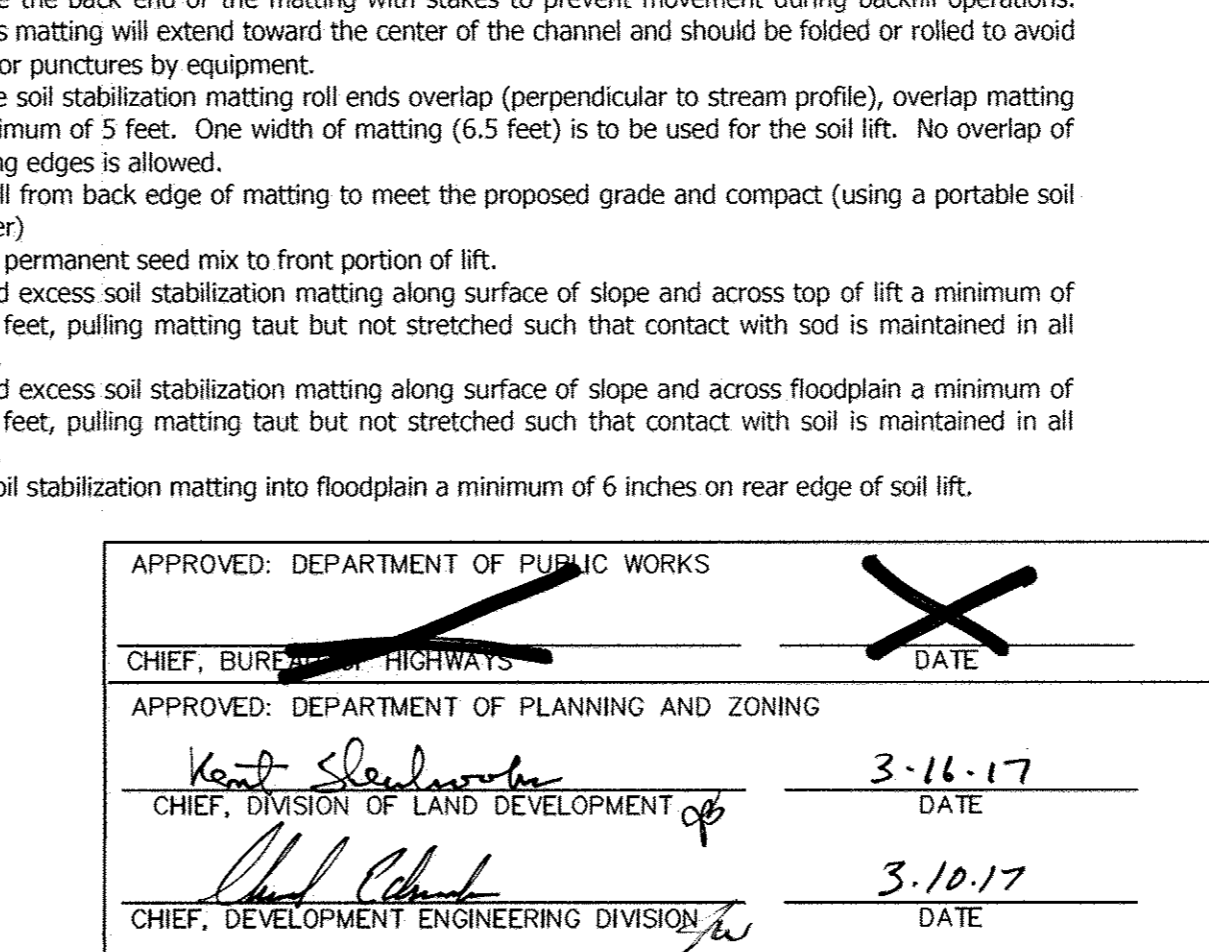 the back end of the matting with stakes to prevent movement during backfill operations.
s matting will extend toward the center of the channel and should be folded or rolled to avoid
or punctures by equipment.
e soil stabilization matting roll ends overlap (perpendicular to stream profile), overlap matting
imum of 5 feet. One width of matting (6.5 feet) is to be used for the soil lift. No overlap of
ng edges is allowed.
ll from back edge of matting to meet the proposed grade and compact (using a portable soil
er)
permanent seed mix to front portion of lift.
d excess soil stabilization matting along surface of slope and across top of lift a minimum of
feet, pulling matting taut but not stretched such that contact with sod is maintained in all
d excess soil stabilization matting along surface of slope and across floodplain a minimum of
feet, pulling matting taut but not stretched such that contact with soil is maintained in all
oil stabilization matting into floodplain a minimum of 6 inches on rear edge of soil lift.
APPROVED: DEPARTMENT OF PUBLIC WORKS
CHIEF, BUREAU OF HIGHWAYS
DATE
APPROVED: DEPARTMENT OF PLANNING AND ZONING
Kent 3·16·17
CHIEF, DIVISION OF LAND DEVELOPMENT
DATE
3.10.17
CHIEF, DEVELOPMENT ENGINEERING DIVISION
DATE